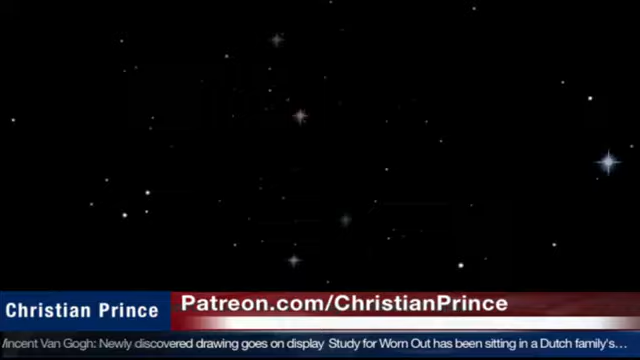 Christian Prince
Patreon.com/ChristianPrince
Vincent Van Gogh: Newly discovered drawing goes on display Study for Worn Out has been sitting in a Dutch family's...